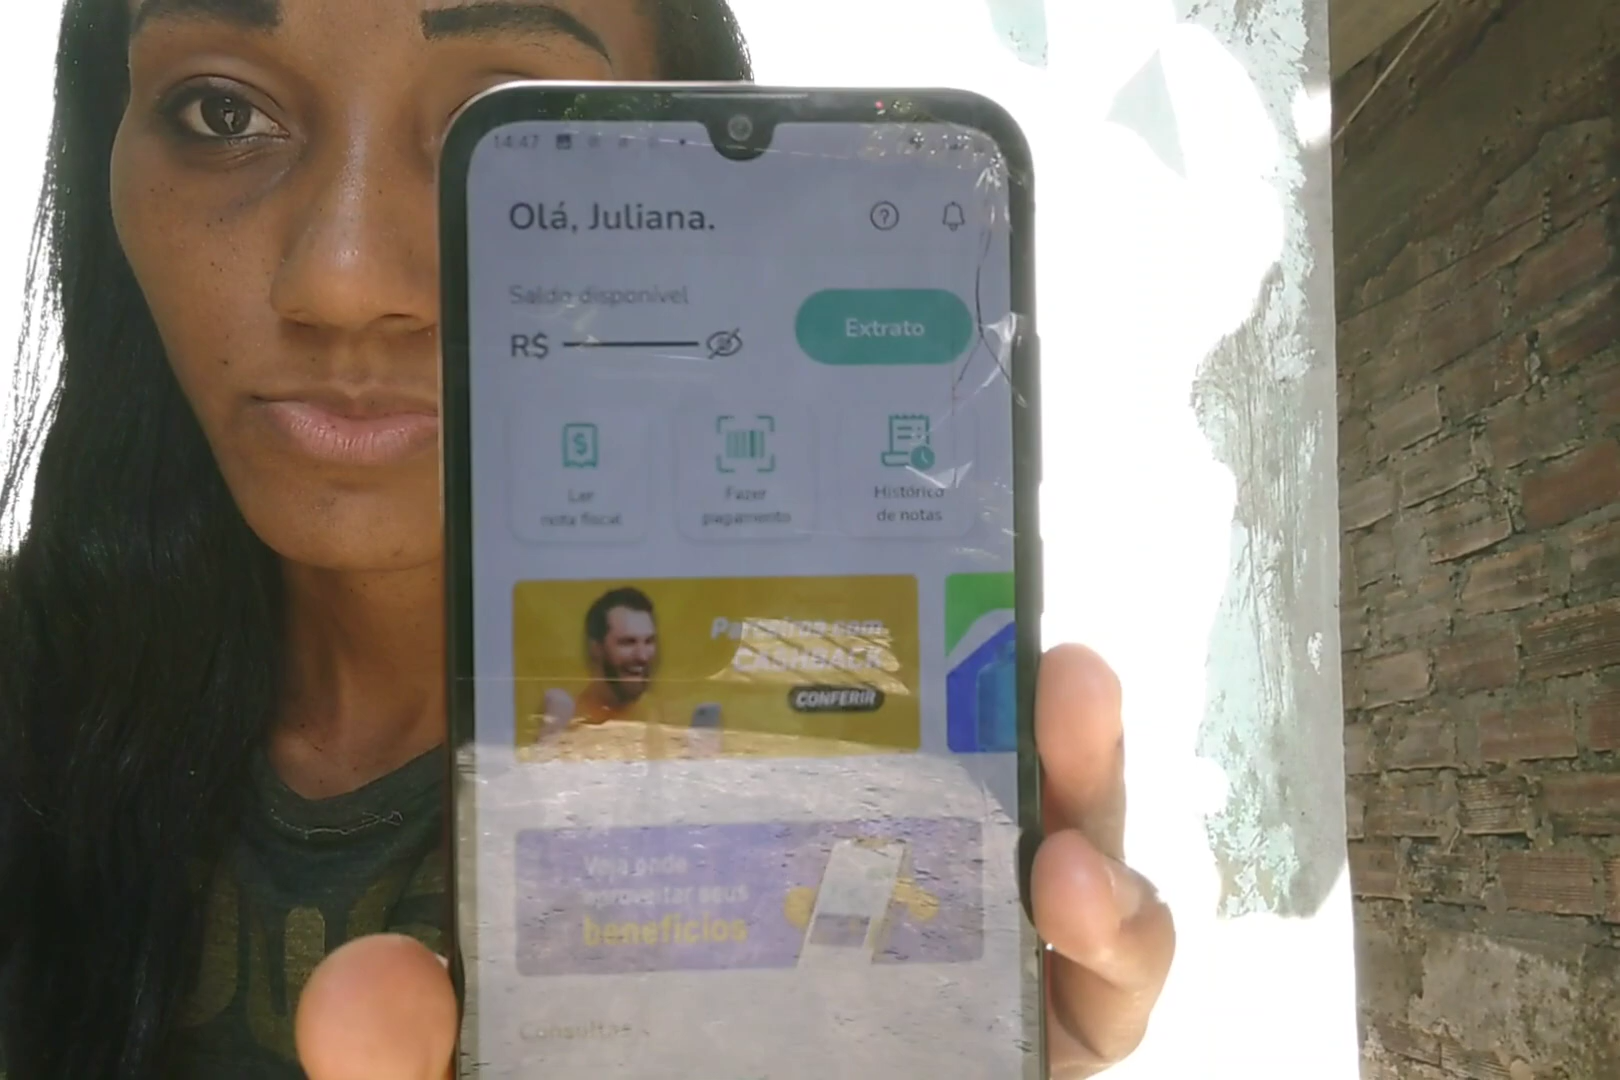 14:47
Olá, Juliana.
Saldo disponível
R$
Extrato
Ler
nota fiscal
Fazer
pagamento
Histórico
de notas
Parceiros com
CASHBACK
CONFERIR
Veja onde
aproveitar seus
benefícios
Consultas